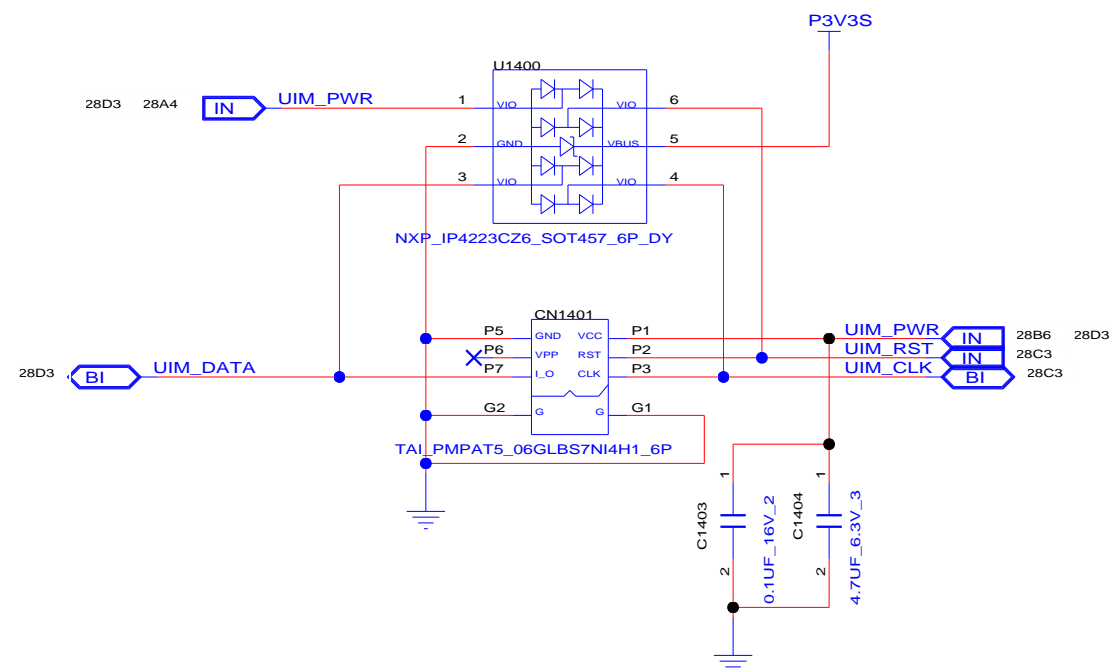 P3V3S
U1400
28D3 28A4 IN UIM_PWR 1 VIO VIO 6
2 GND VBUS 5
3 VIO VIO 4
NXP_IP4223CZ6_SOT457_6P_DY
CN1401
P5 GND VCC P1 UIM_PWR IN 28B6 28D3
P6 VPP RST P2 UIM_RST IN 28C3
28D3 BI UIM_DATA P7 I_O CLK P3 UIM_CLK BI 28C3
G2 G G G1
TAI_PMPAT5_06GLBS7NI4H1_6P
1 1
C1403 0.1UF_16V_2 C1404 4.7UF_6.3V_3
2 2